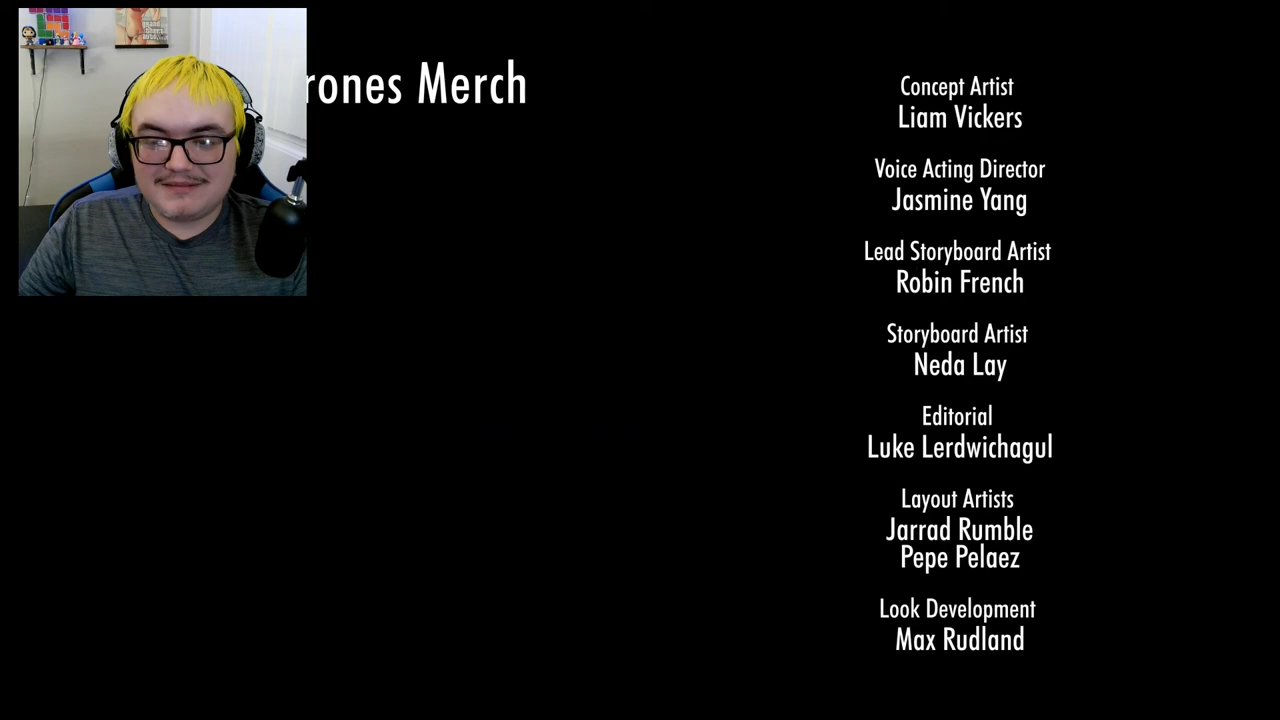 rones Merch
Concept Artist
Liam Vickers
Voice Acting Director
Jasmine Yang
Lead Storyboard Artist
Robin French
Storyboard Artist
Neda Lay
Editorial
Luke Lerdwichagul
Layout Artists
Jarrad Rumble
Pepe Pelaez
Look Development
Max Rudland